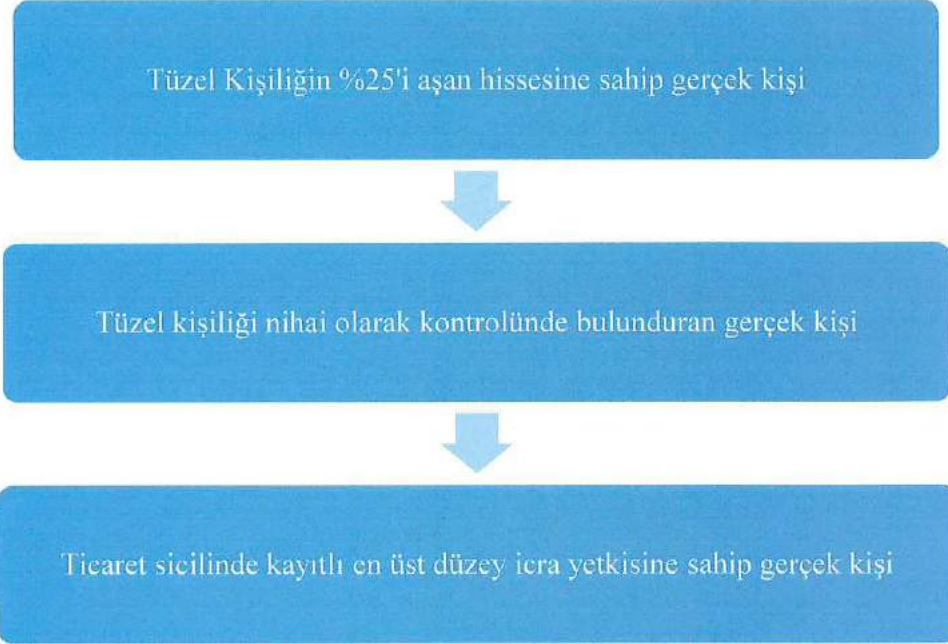 Tüzel Kişiliğin %25'i aşan hissesine sahip gerçek kişi
Tüzel kişiliği nihai olarak kontrolünde bulunduran gerçek kişi
Ticaret sicilinde kayıtlı en üst düzey icra yetkisine sahip gerçek kişi